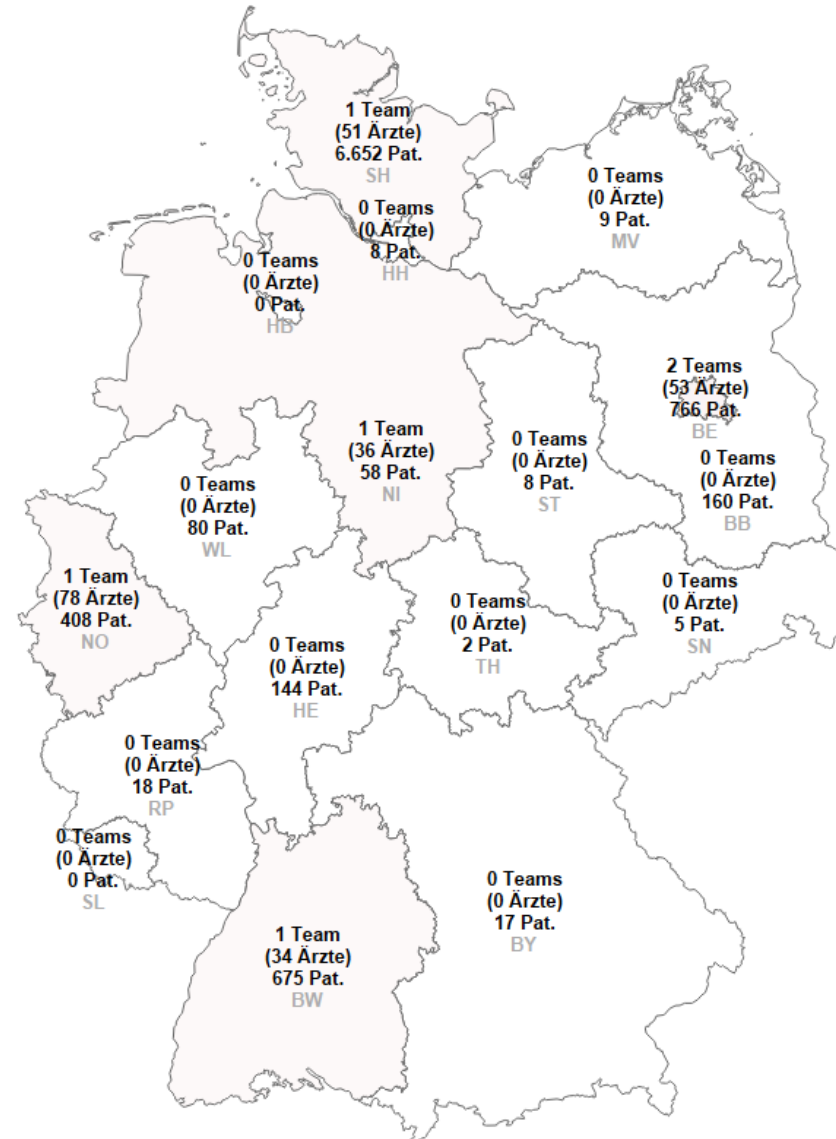 1 Team
(51 Ärzte)
6.652 Pat.
SH
0 Teams
(0 Ärzte)
8 Pat.
HH
0 Teams
(0 Ärzte)
9 Pat.
MV
0 Teams
(0 Ärzte)
0 Pat.
HB
2 Teams
(53 Ärzte)
766 Pat.
BE
1 Team
(36 Ärzte)
58 Pat.
NI
0 Teams
(0 Ärzte)
8 Pat.
ST
0 Teams
(0 Ärzte)
160 Pat.
BB
0 Teams
(0 Ärzte)
80 Pat.
WL
1 Team
(78 Ärzte)
408 Pat.
NO
0 Teams
(0 Ärzte)
144 Pat.
HE
0 Teams
(0 Ärzte)
2 Pat.
TH
0 Teams
(0 Ärzte)
5 Pat.
SN
0 Teams
(0 Ärzte)
18 Pat.
RP
0 Teams
(0 Ärzte)
0 Pat.
SL
1 Team
(34 Ärzte)
675 Pat.
BW
0 Teams
(0 Ärzte)
17 Pat.
BY